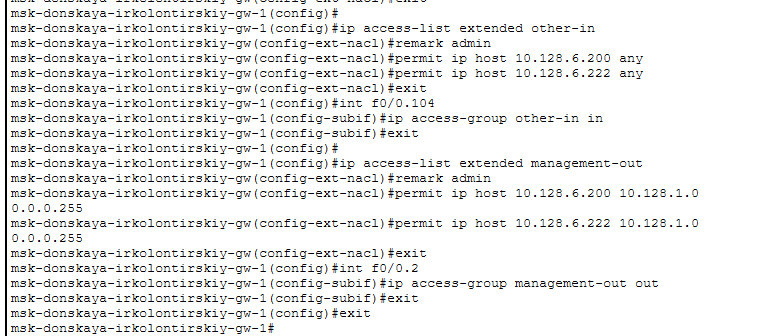 msk-donskaya-irkolontirskiy-gw-1(config)#
msk-donskaya-irkolontirskiy-gw-1(config)#ip access-list extended other-in
msk-donskaya-irkolontirskiy-gw(config-ext-nacl)#remark admin
msk-donskaya-irkolontirskiy-gw(config-ext-nacl)#permit ip host 10.128.6.200 any
msk-donskaya-irkolontirskiy-gw(config-ext-nacl)#permit ip host 10.128.6.222 any
msk-donskaya-irkolontirskiy-gw(config-ext-nacl)#exit
msk-donskaya-irkolontirskiy-gw-1(config)#int f0/0.104
msk-donskaya-irkolontirskiy-gw-1(config-subif)#ip access-group other-in in
msk-donskaya-irkolontirskiy-gw-1(config-subif)#exit
msk-donskaya-irkolontirskiy-gw-1(config)#
msk-donskaya-irkolontirskiy-gw-1(config)#ip access-list extended management-out
msk-donskaya-irkolontirskiy-gw(config-ext-nacl)#remark admin
msk-donskaya-irkolontirskiy-gw(config-ext-nacl)#permit ip host 10.128.6.200 10.128.1.0
0.0.0.255
msk-donskaya-irkolontirskiy-gw(config-ext-nacl)#permit ip host 10.128.6.222 10.128.1.0
0.0.0.255
msk-donskaya-irkolontirskiy-gw(config-ext-nacl)#exit
msk-donskaya-irkolontirskiy-gw-1(config)#int f0/0.2
msk-donskaya-irkolontirskiy-gw-1(config-subif)#ip access-group management-out out
msk-donskaya-irkolontirskiy-gw-1(config-subif)#exit
msk-donskaya-irkolontirskiy-gw-1(config)#exit
msk-donskaya-irkolontirskiy-gw-1#